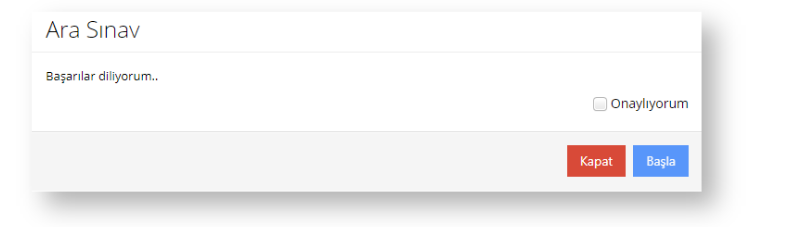 Ara Sınav
Başarılar diliyorum..
Onaylıyorum
Kapat Başla